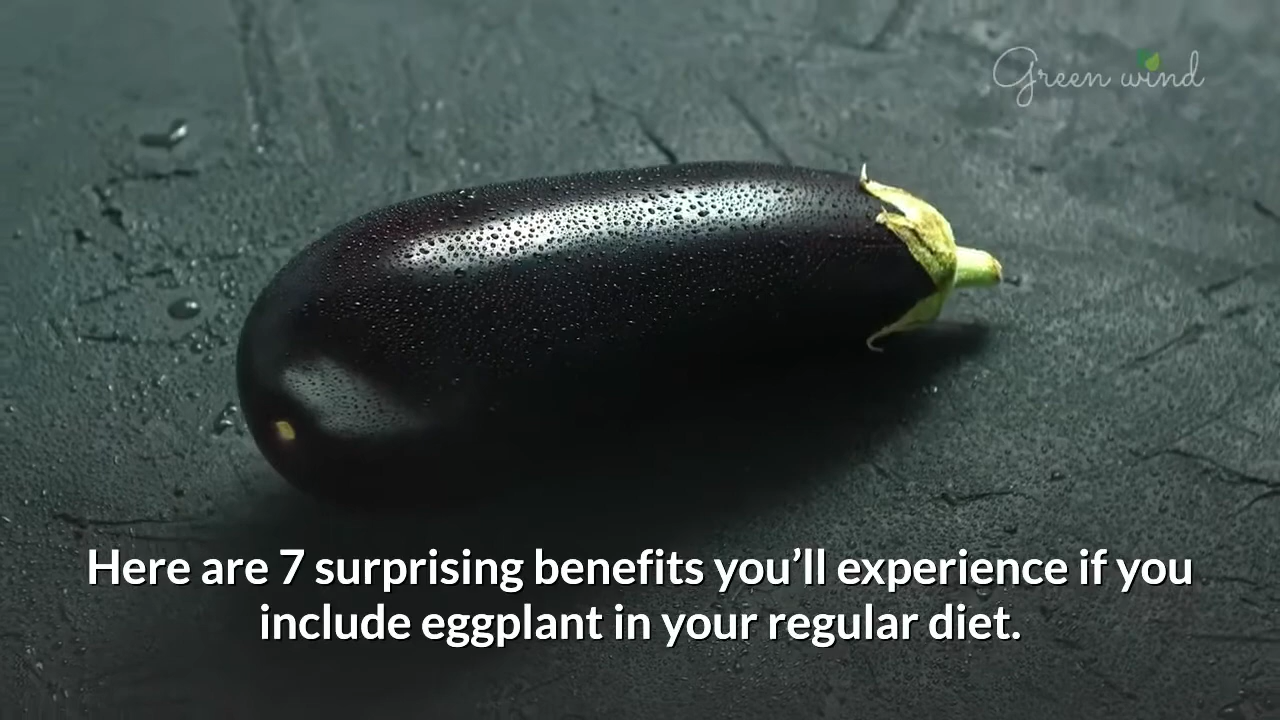 Green wind
Here are 7 surprising benefits you’ll experience if you
include eggplant in your regular diet.